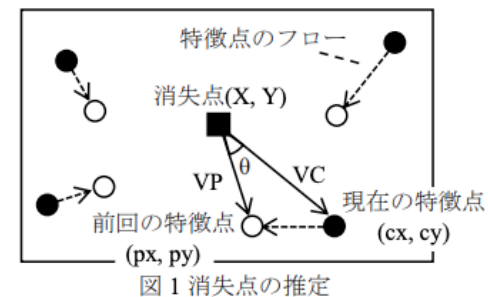 特徴点のフロー
消失点(X, Y)
θ
VP
VC
前回の特徴点
(px, py)
現在の特徴点
(cx, cy)
図 1 消失点の推定